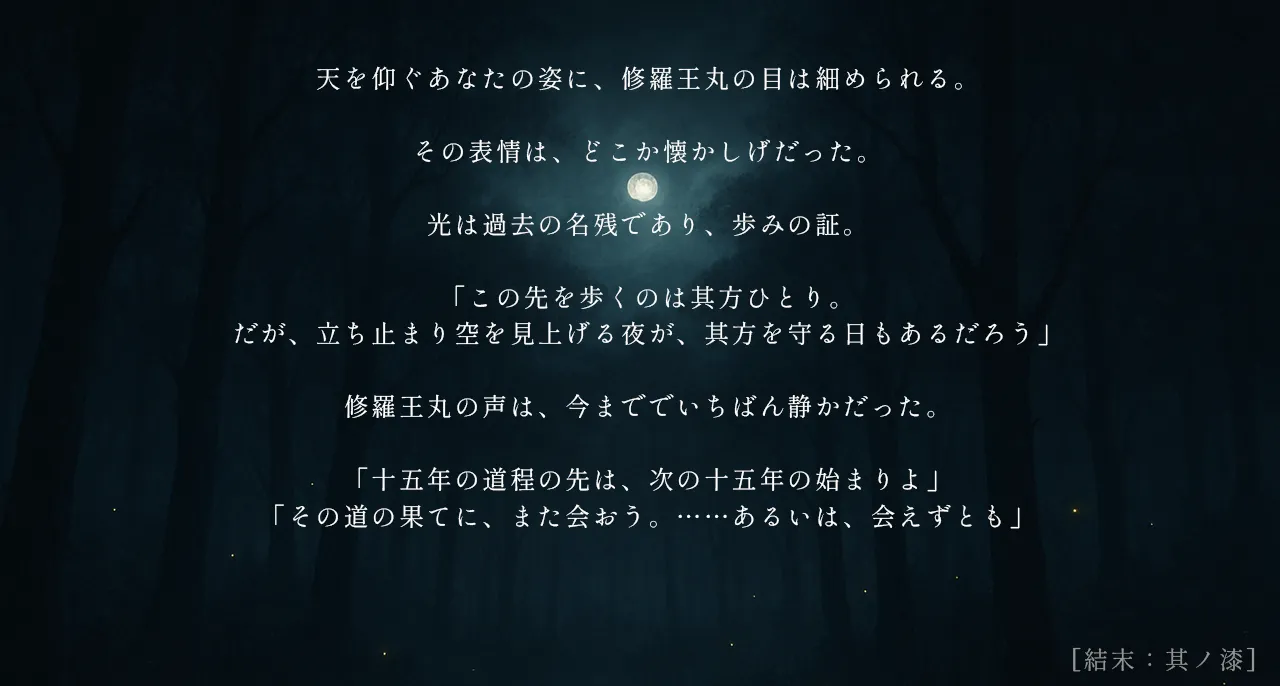 天を仰ぐあなたの姿に、修羅王丸の目は細められる。
その表情は、どこか懐かしげだった。
光は過去の名残であり、歩みの証。
「この先を歩くのは其方ひとり。
だが、立ち止まり空を見上げる夜が、其方を守る日もあるだろう」
修羅王丸の声は、今まででいちばん静かだった。
「十五年の道程の先は、次の十五年の始まりよ」
「その道の果てに、また会おう。……あるいは、会えずとも」
[結末：其ノ漆]